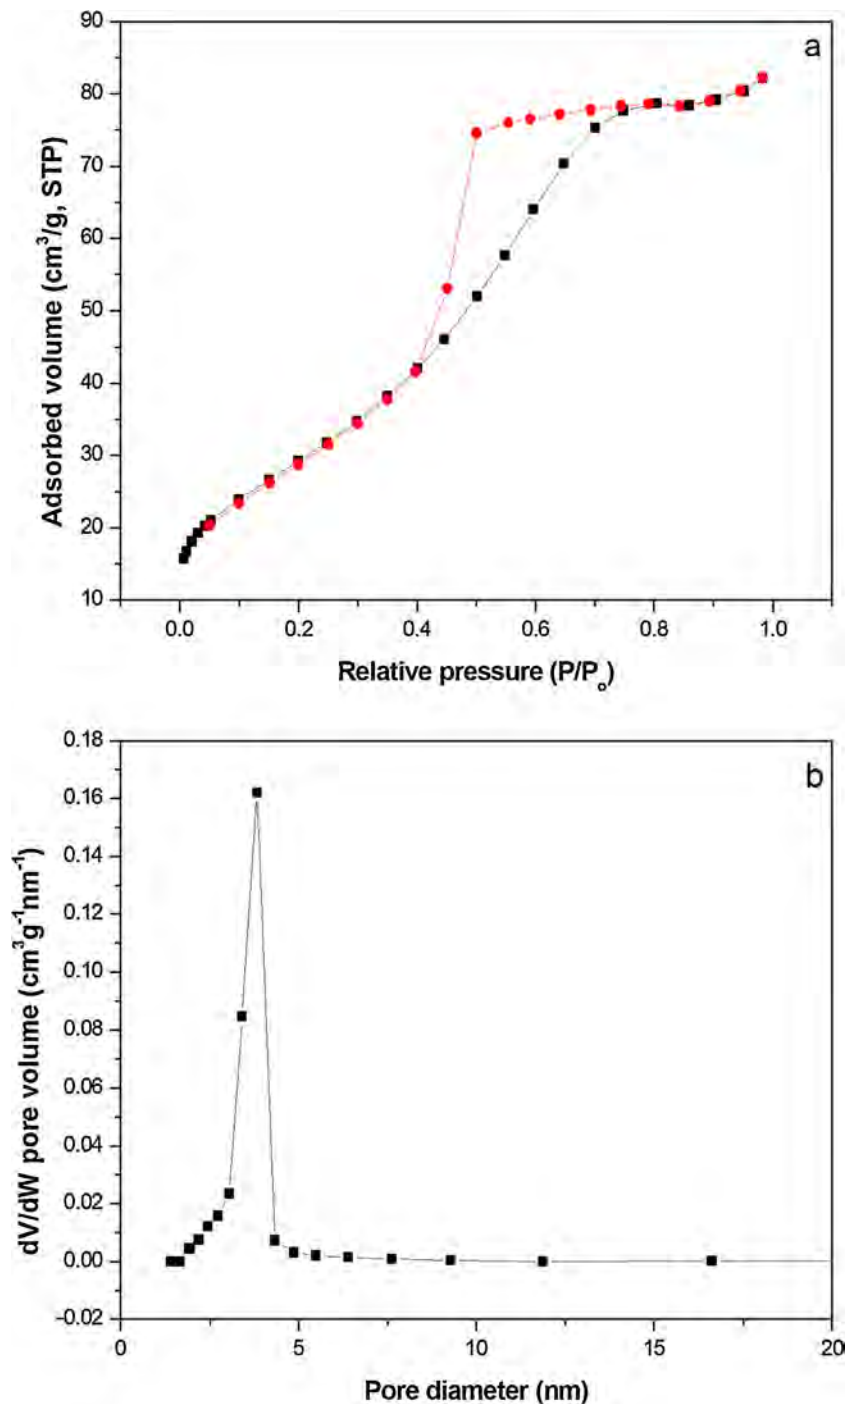 a
90
80
70
60
50
40
30
20
10
Adsorbed volume (cm³/g, STP)
0.0 0.2 0.4 0.6 0.8 1.0
Relative pressure (P/Pₒ)
b
0.18
0.16
0.14
0.12
0.10
0.08
0.06
0.04
0.02
0.00
-0.02
dV/dW pore volume (cm³g⁻¹nm⁻¹)
0 5 10 15 20
Pore diameter (nm)